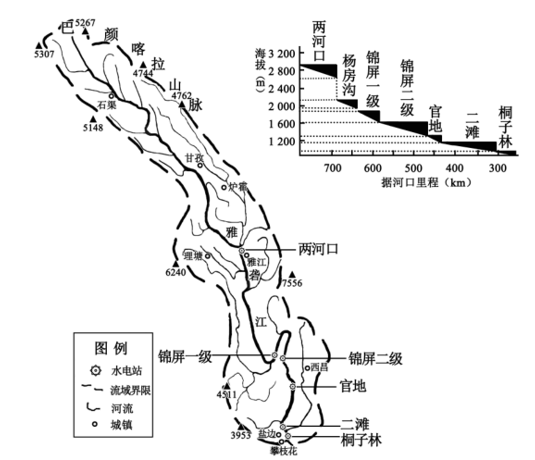 巴颜喀拉山脉
5267
5307
4744
4762
石渠
5148
甘孜
炉霍
雅砻江
理塘
6240
两河口
雅江
7556
锦屏一级
锦屏二级
西昌
官地
4511
3953
二滩
盐边
桐子林
攀枝花
图例
水电站
流域界限
河流
城镇
海拔(m)
3 200
2 800
2 400
2 000
1 600
1 200
两河口
杨房沟
锦屏一级
锦屏二级
官地
二滩
桐子林
700
600
500
400
300
据河口里程(km)